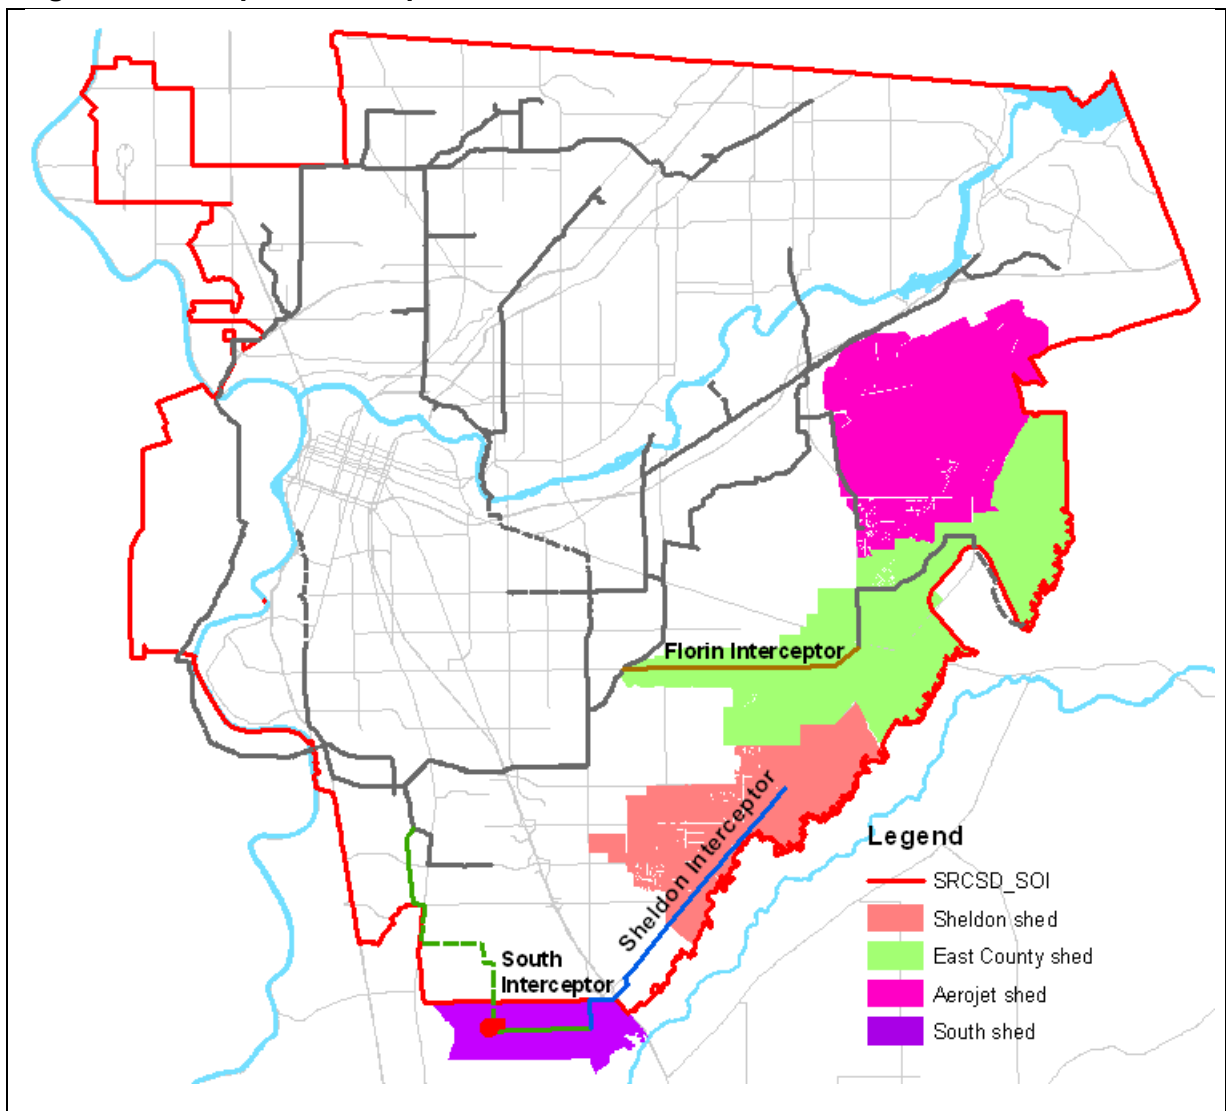 Florin Interceptor
Sheldon Interceptor
South
Interceptor
Legend
SRCSD_SOI
Sheldon shed
East County shed
Aerojet shed
South shed